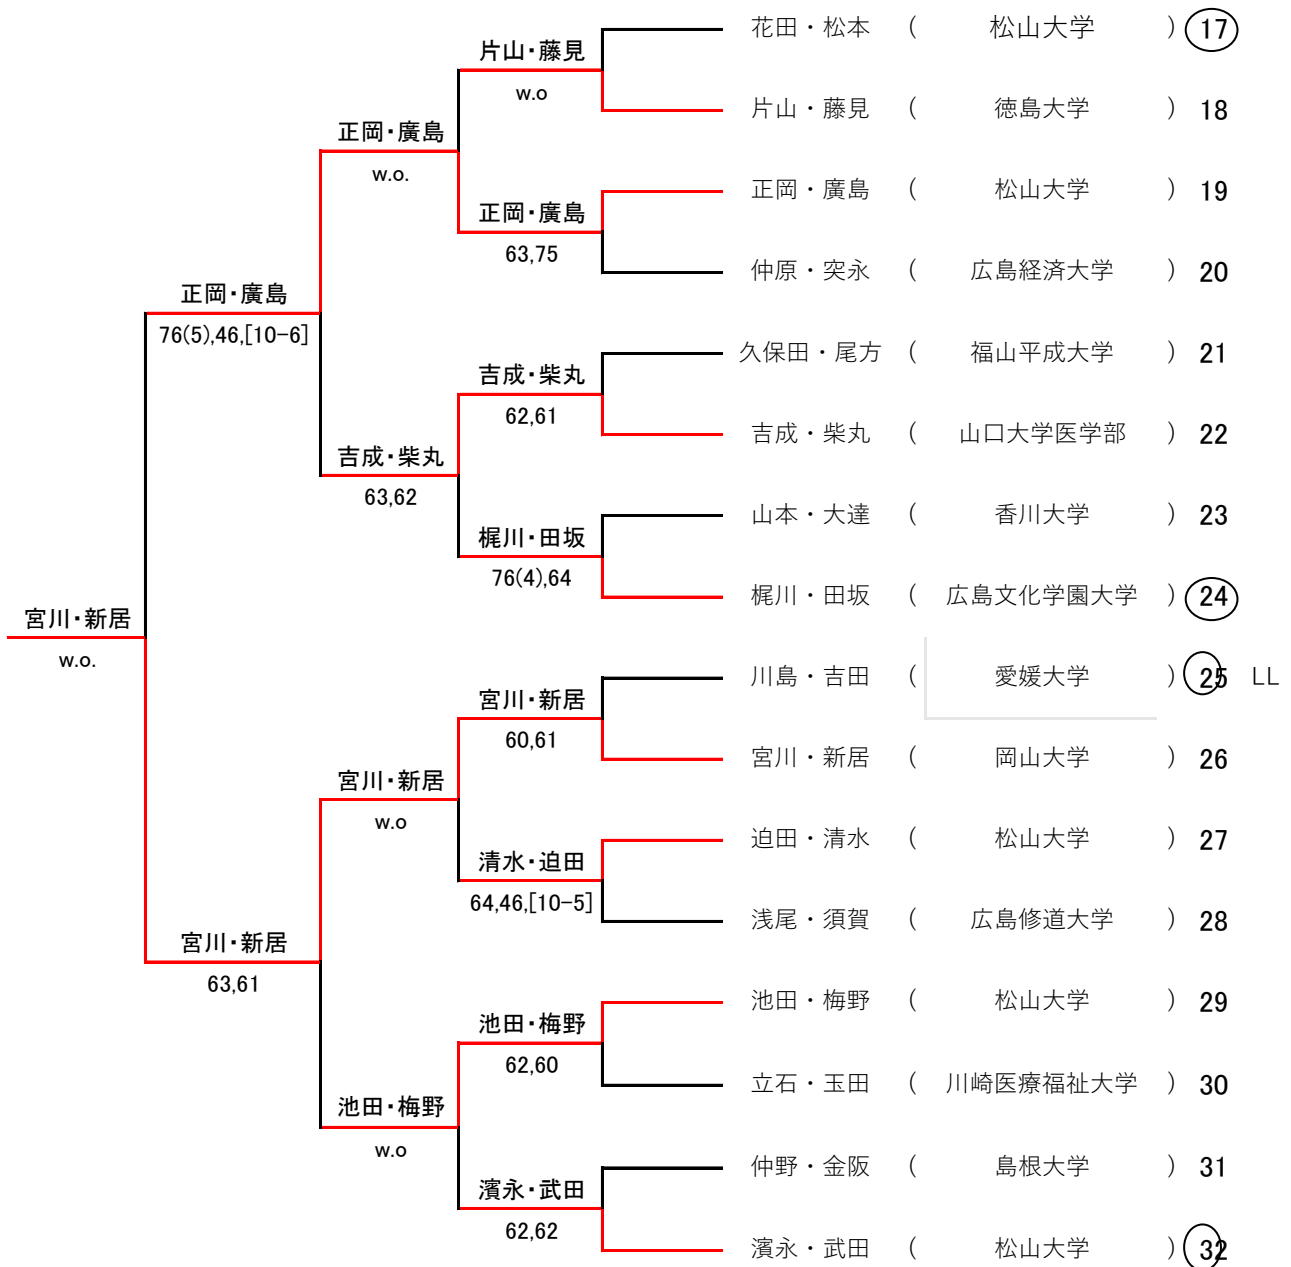 花田・松本 ( 松山大学 ) 17
片山・藤見
w.o
片山・藤見 ( 徳島大学 ) 18
正岡・廣島
w.o.
正岡・廣島 ( 松山大学 ) 19
正岡・廣島
63,75
仲原・突永 ( 広島経済大学 ) 20
正岡・廣島
76(5),46,[10-6]
久保田・尾方 ( 福山平成大学 ) 21
吉成・柴丸
62,61
吉成・柴丸 ( 山口大学医学部 ) 22
吉成・柴丸
63,62
山本・大達 ( 香川大学 ) 23
梶川・田坂
76(4),64
梶川・田坂 ( 広島文化学園大学 ) 24
宮川・新居
w.o.
川島・吉田 ( 愛媛大学 ) 25 LL
宮川・新居
60,61
宮川・新居 ( 岡山大学 ) 26
宮川・新居
w.o
迫田・清水 ( 松山大学 ) 27
清水・迫田
64,46,[10-5]
浅尾・須賀 ( 広島修道大学 ) 28
宮川・新居
63,61
池田・梅野 ( 松山大学 ) 29
池田・梅野
62,60
立石・玉田 ( 川崎医療福祉大学 ) 30
池田・梅野
w.o
仲野・金阪 ( 島根大学 ) 31
濱永・武田
62,62
濱永・武田 ( 松山大学 ) 32